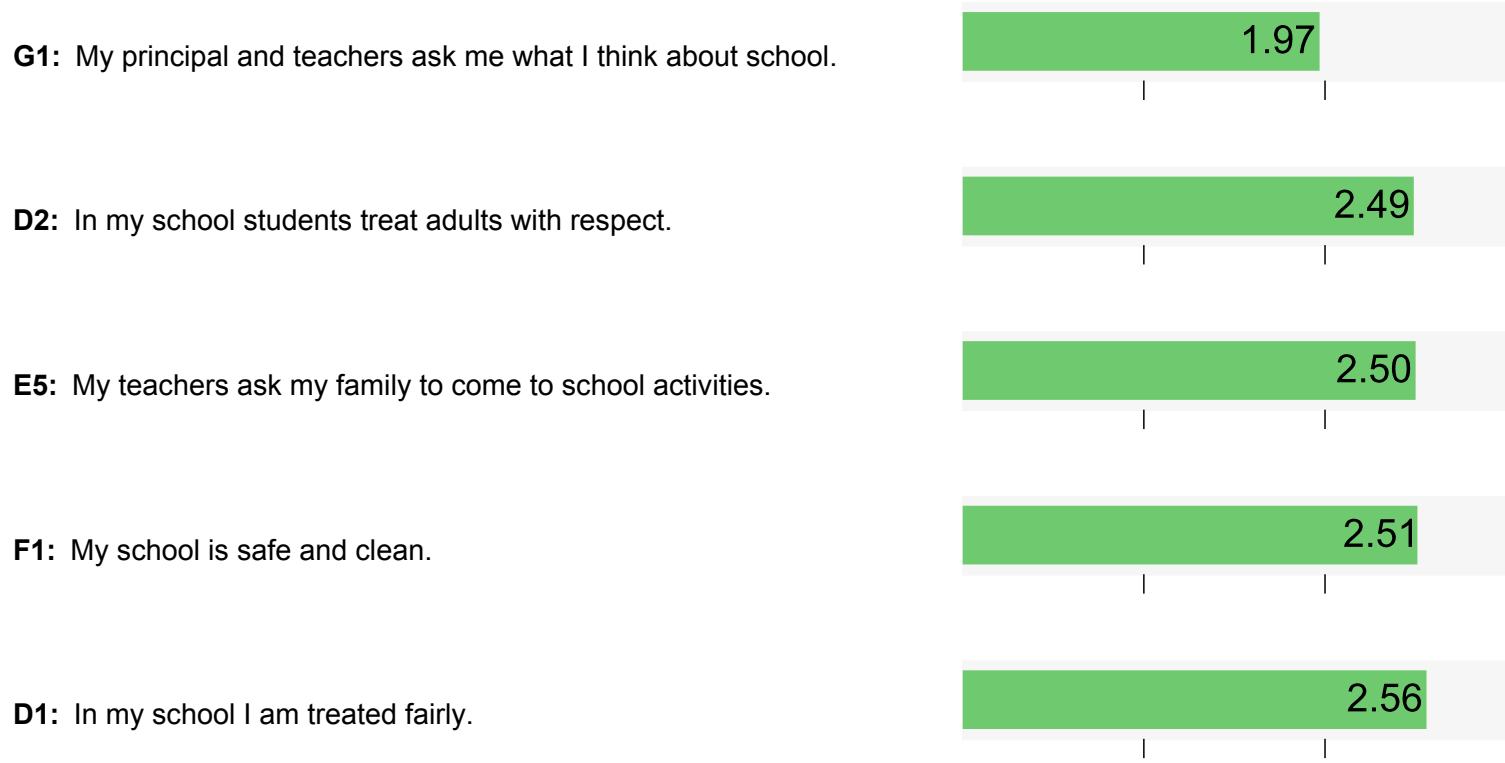 G1: My principal and teachers ask me what I think about school. 1.97
D2: In my school students treat adults with respect. 2.49
E5: My teachers ask my family to come to school activities. 2.50
F1: My school is safe and clean. 2.51
D1: In my school I am treated fairly. 2.56